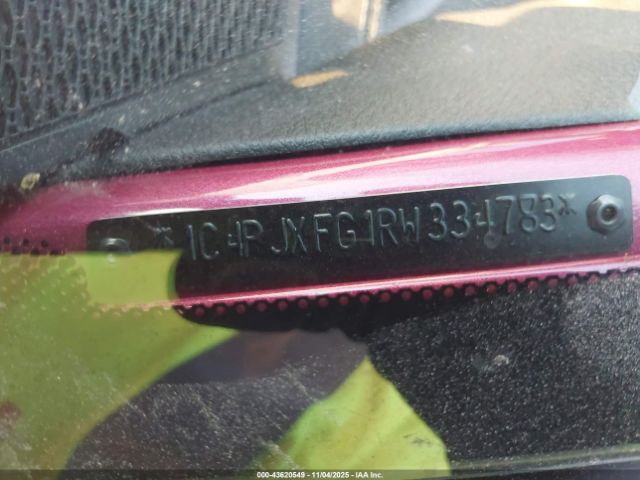 *1C4PJXFG1RW334783*
000-43620549 - 11/04/2025 - IAA Inc.